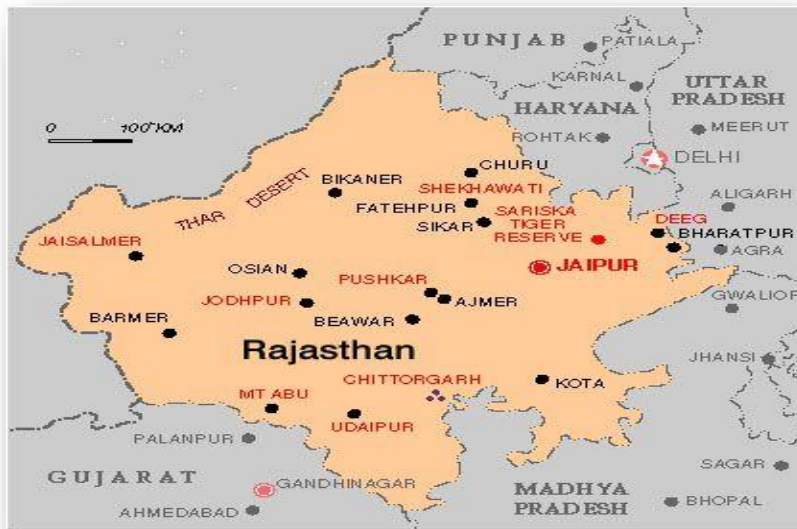 PUNJAB
PATIALA
KARNAL
UTTAR
PRADESH
HARYANA
0 100 KM
ROHTAK
MEERUT
DELHI
CHURU
BIKANER
SHEKHAWATI
THAR DESERT
FATEHPUR
SARISKA
TIGER
RESERVE
SIKAR
ALIGARH
DEEG
BHARATPUR
JAISALMER
AGRA
OSIAN
PUSHKAR
JAIPUR
JODHPUR
AJMER
GWALIOR
BARMER
BEAWAR
Rajasthan
JHANSI
CHITTORGARH
KOTA
MT ABU
UDAIPUR
PALANPUR
GUJARAT
GANDHINAGAR
SAGAR
MADHYA
PRADESH
BHOPAL
AHMEDABAD